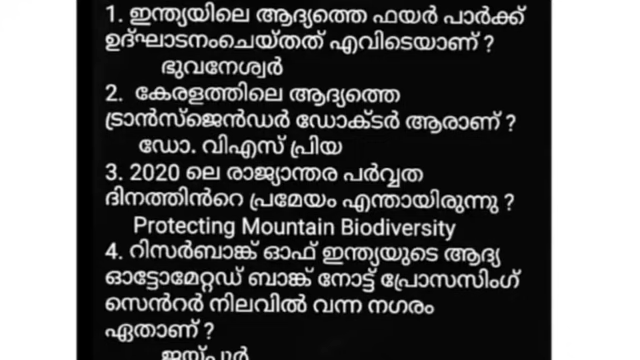 1. ഇന്ത്യയിലെ ആദ്യത്തെ ഫയർ പാർക്ക്
ഉദ്ഘാടനംചെയ്തത് എവിടെയാണ് ?
ഭുവനേശ്വർ
2. കേരളത്തിലെ ആദ്യത്തെ
ട്രാൻസ്ജെൻഡർ ഡോക്ടർ ആരാണ് ?
ഡോ. വിഎസ് പ്രിയ
3. 2020 ലെ രാജ്യാന്തര പർവ്വത
ദിനത്തിൻറെ പ്രമേയം എന്തായിരുന്നു ?
Protecting Mountain Biodiversity
4. റിസർബാങ്ക് ഓഫ് ഇന്ത്യയുടെ ആദ്യ
ഓട്ടോമേറ്റഡ് ബാങ്ക് നോട്ട് പ്രോസസിംഗ്
സെൻറർ നിലവിൽ വന്ന നഗരം
ഏതാണ് ?
ജയ്പൂർ